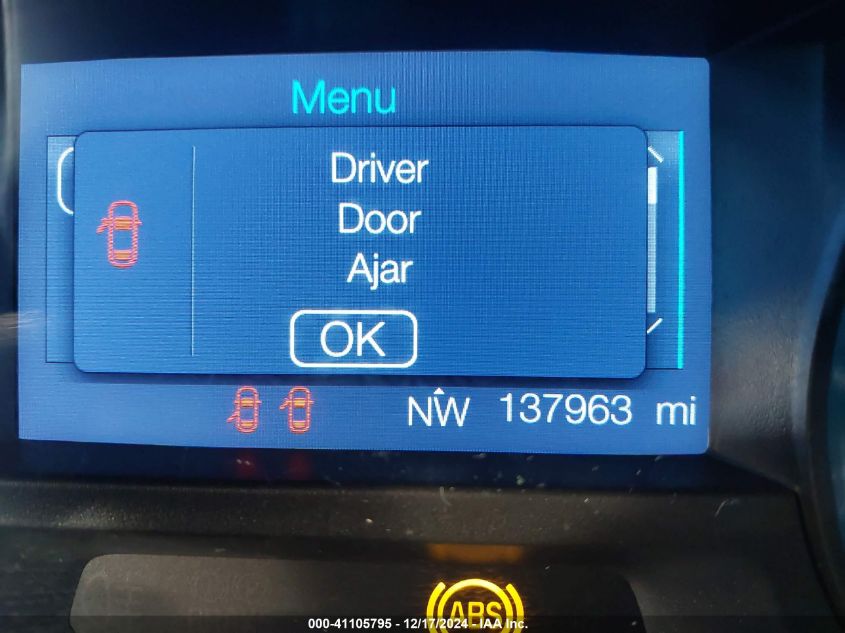 Menu
Driver
Door
Ajar
OK
NW 137963 mi
ABS
000-41105795 - 12/17/2024 - IAA Inc.